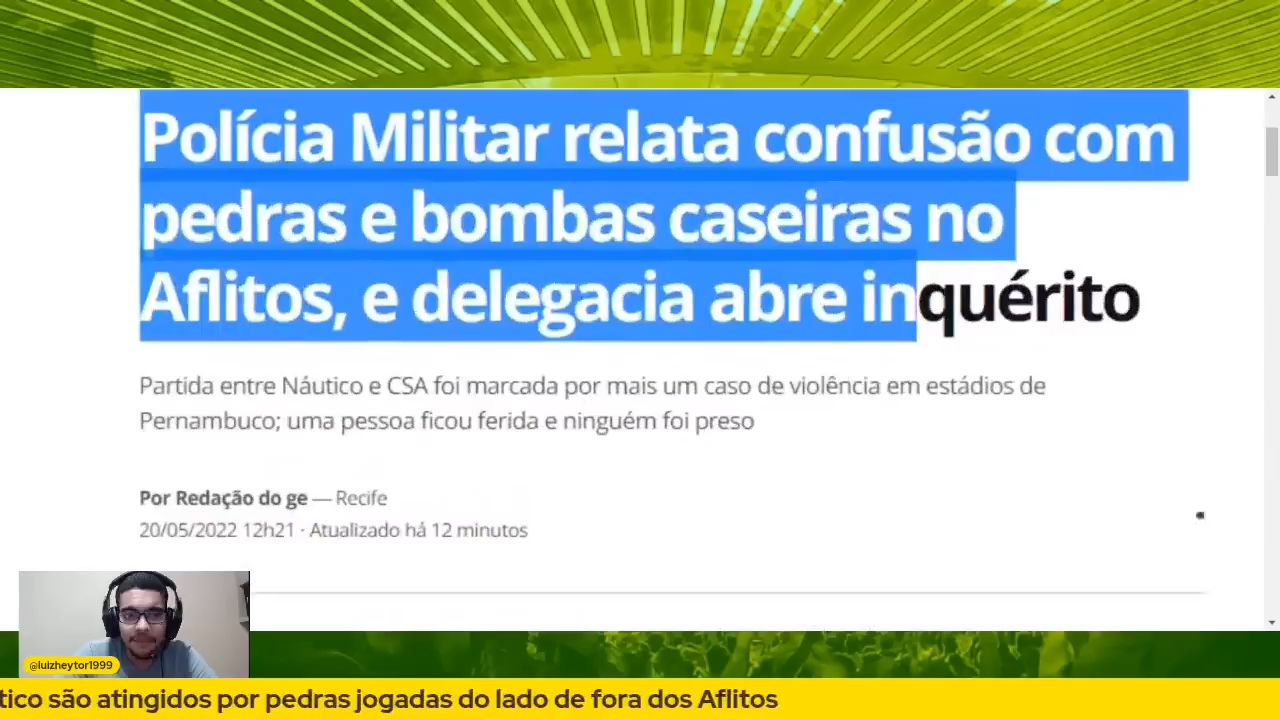 Polícia Militar relata confusão com
pedras e bombas caseiras no
Aflitos, e delegacia abre inquérito
Partida entre Náutico e CSA foi marcada por mais um caso de violência em estádios de
Pernambuco; uma pessoa ficou ferida e ninguém foi preso
Por Redação do ge — Recife
20/05/2022 12h21 · Atualizado há 12 minutos
@luizheytor1999
tico são atingidos por pedras jogadas do lado de fora dos Aflitos